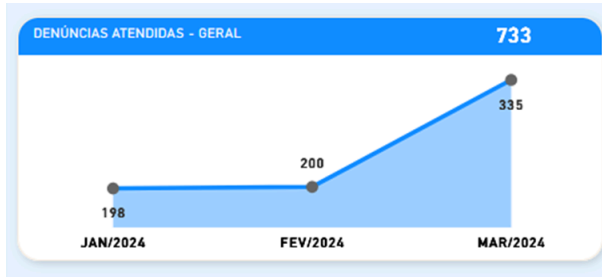 DENÚNCIAS ATENDIDAS - GERAL 733
335
200
198
JAN/2024 FEV/2024 MAR/2024